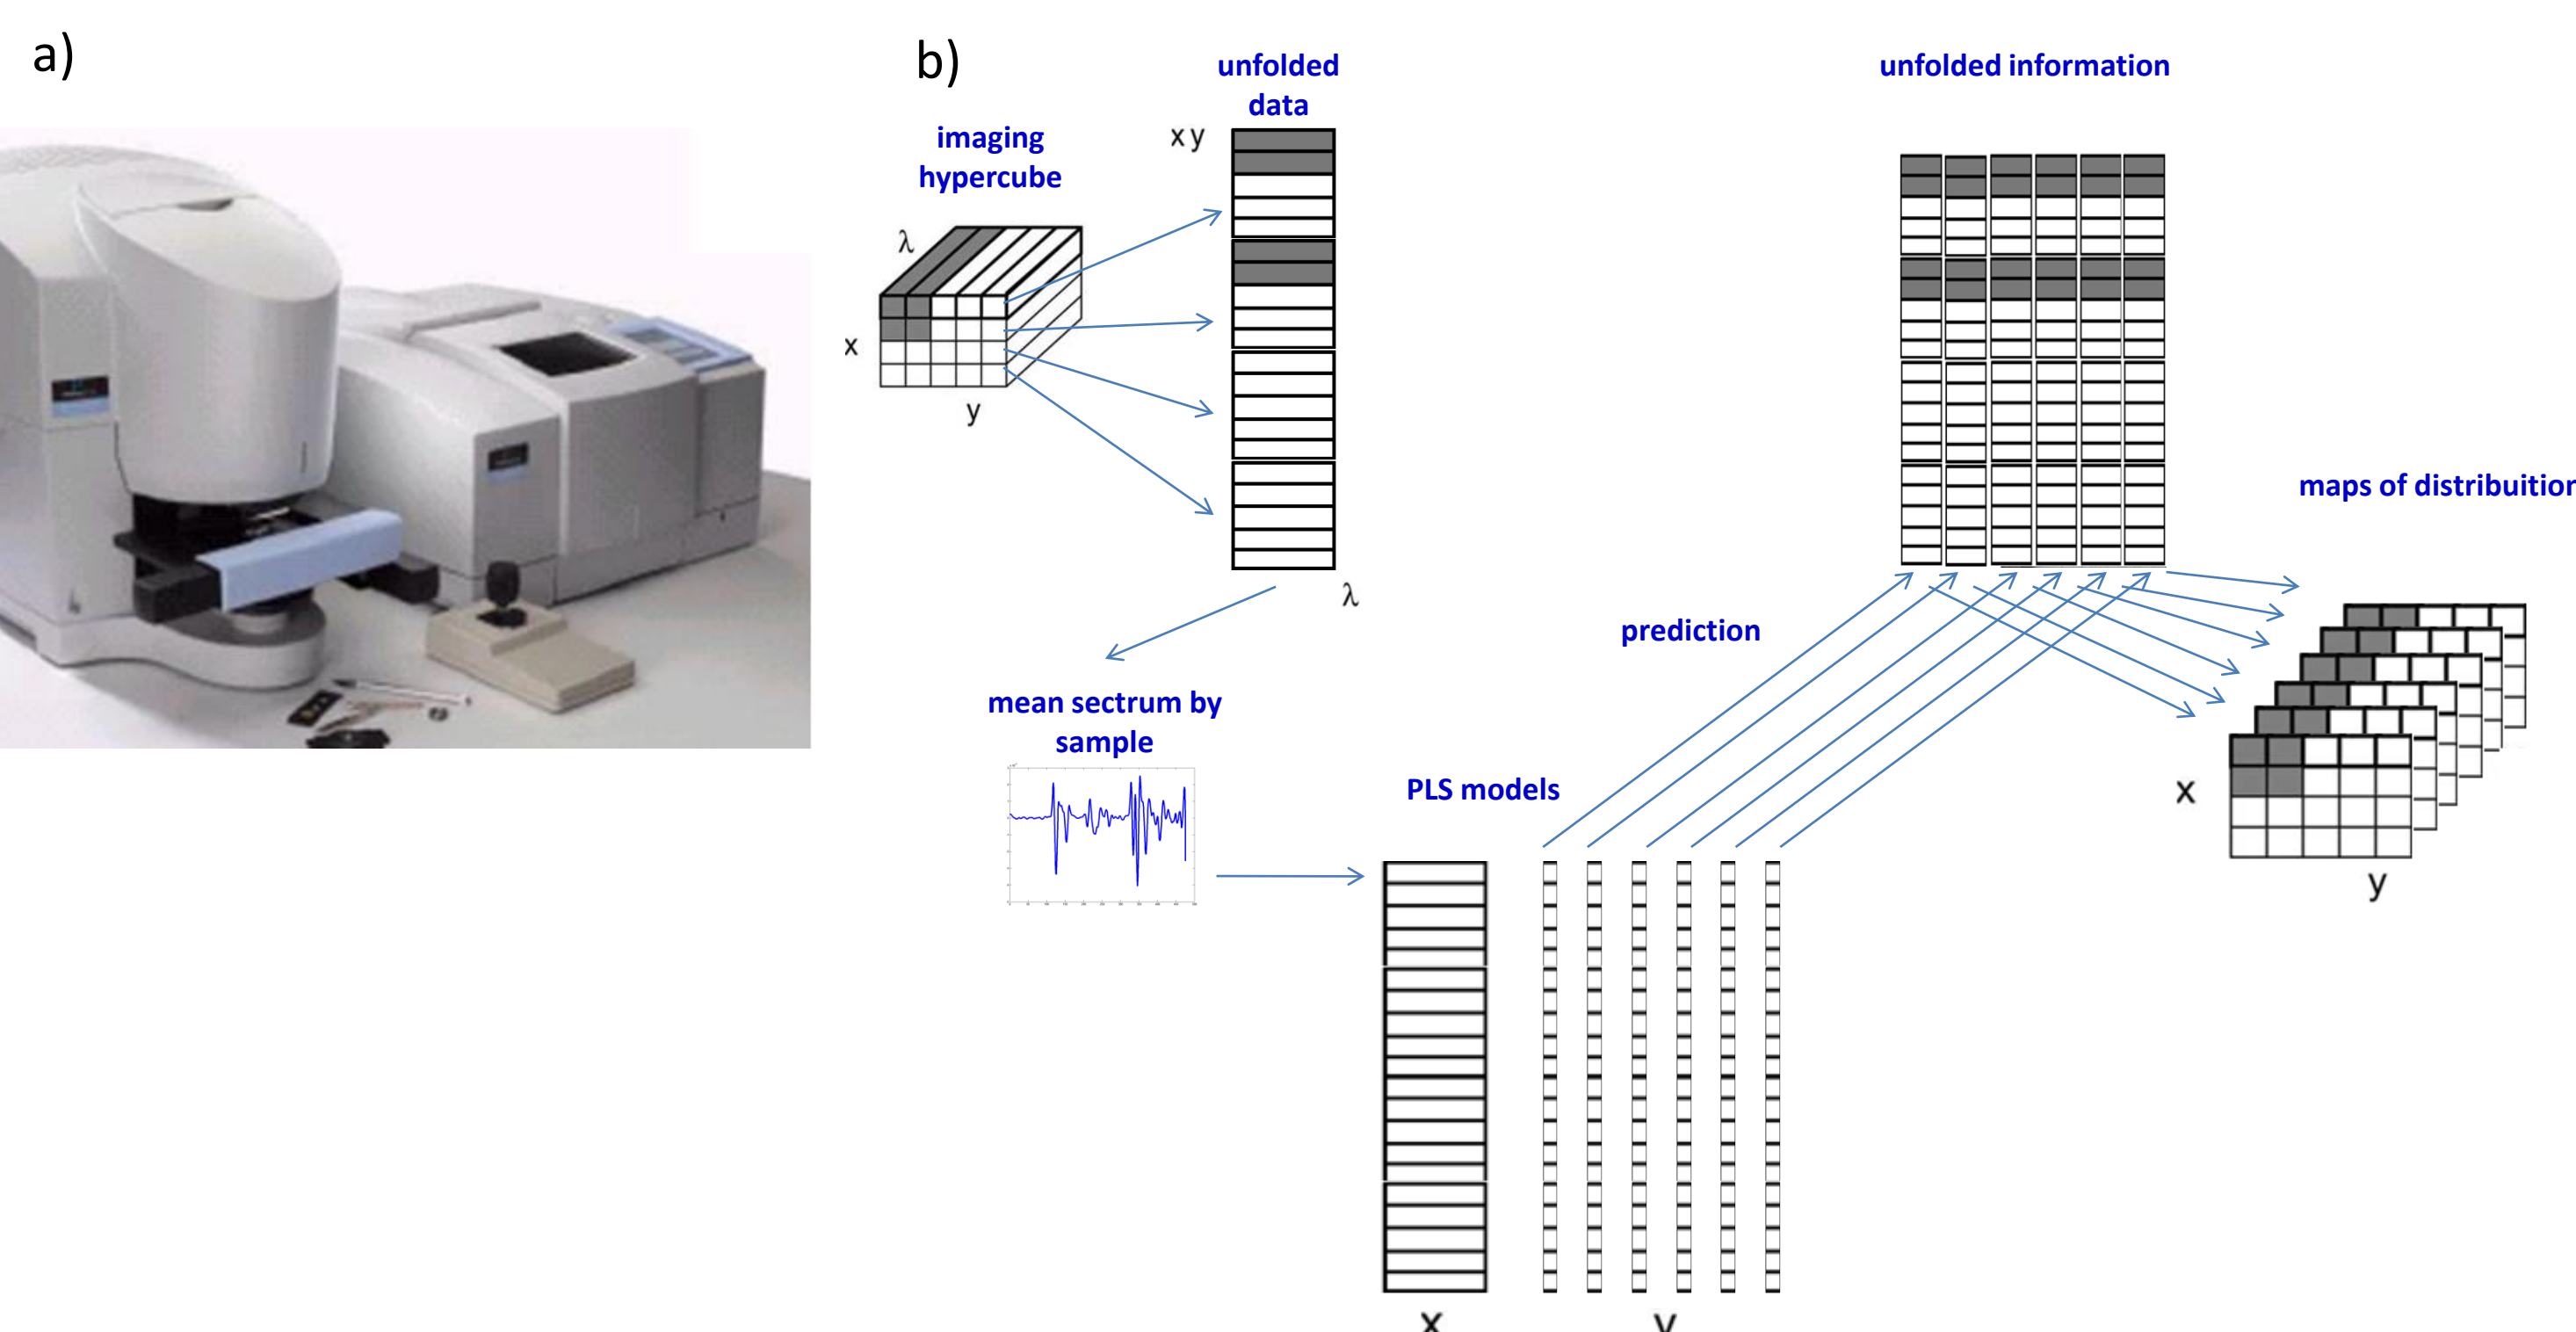 a)
b)
unfolded
data
unfolded information
imaging
hypercube
x y
λ
x
y
λ
maps of distribuition
prediction
mean sectrum by
sample
PLS models
x
y
x
y